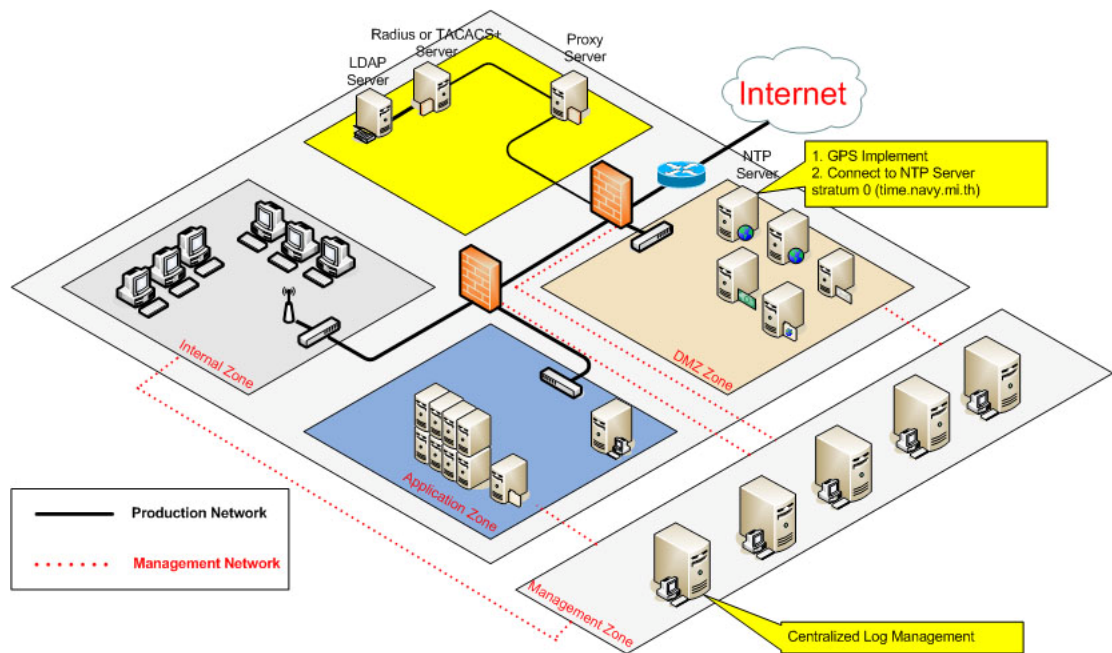 Radius or TACACS+
Server
Proxy
Server
LDAP
Server
Internet
NTP
Server
1. GPS Implement
2. Connect to NTP Server
stratum 0 (time.navy.mi.th)
Internal Zone
DMZ Zone
Application Zone
Management Zone
Production Network
Management Network
Centralized Log Management